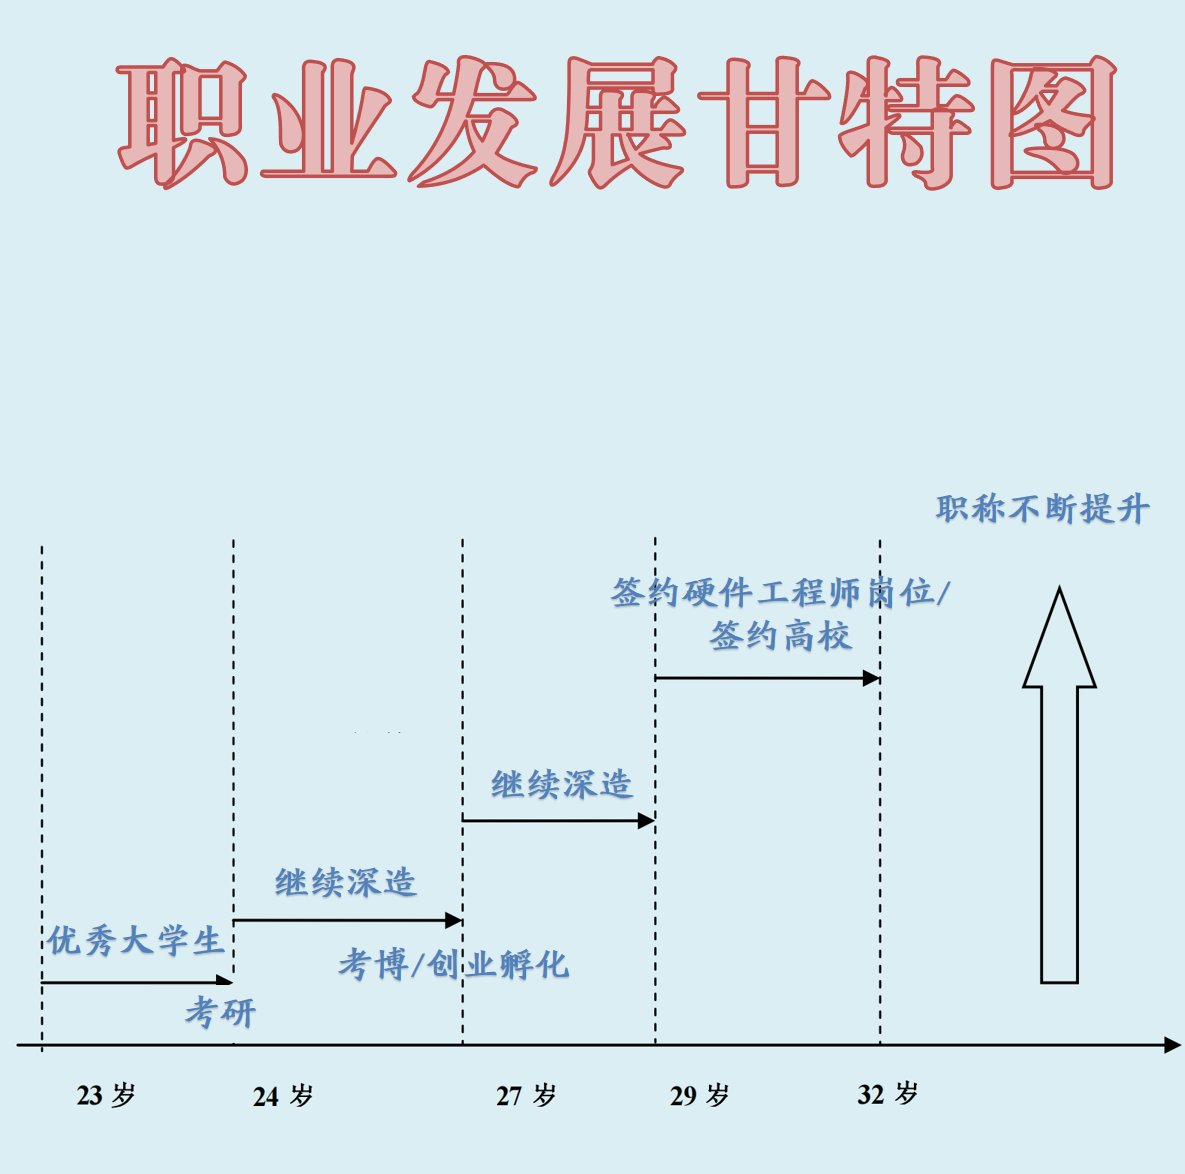 职业发展甘特图
职称不断提升
签约硬件工程师岗位/
签约高校
继续深造
继续深造
优秀大学生
考博/创业孵化
考研
23 岁
24 岁
27 岁
29 岁
32 岁